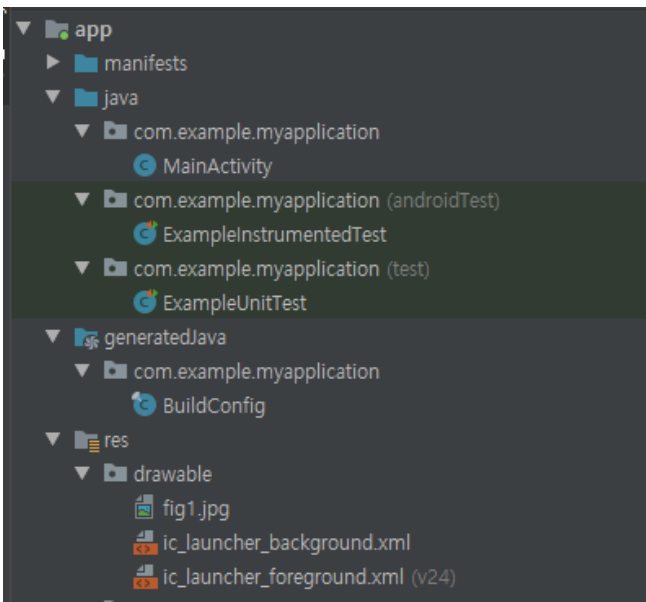 app
manifests
java
com.example.myapplication
MainActivity
com.example.myapplication (androidTest)
ExampleInstrumentedTest
com.example.myapplication (test)
ExampleUnitTest
generatedJava
com.example.myapplication
BuildConfig
res
drawable
fig1.jpg
ic_launcher_background.xml
ic_launcher_foreground.xml (v24)